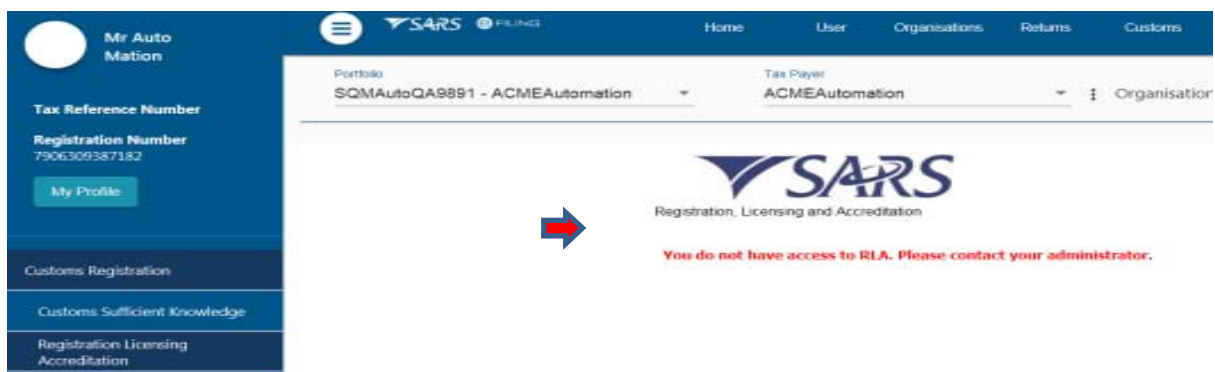 Mr Auto
Mation
Tax Reference Number
Registration Number
7906309387182
My Profile
Customs Registration
Customs Sufficient Knowledge
Registration Licensing
Accreditation
SARS eFILING
Home User Organisations Returns Customs
Portfolio Tax Payer
SQMAutoQA9891 - ACMEAutomation ACMEAutomation Organisation
SARS
Registration, Licensing and Accreditation
You do not have access to RLA. Please contact your administrator.